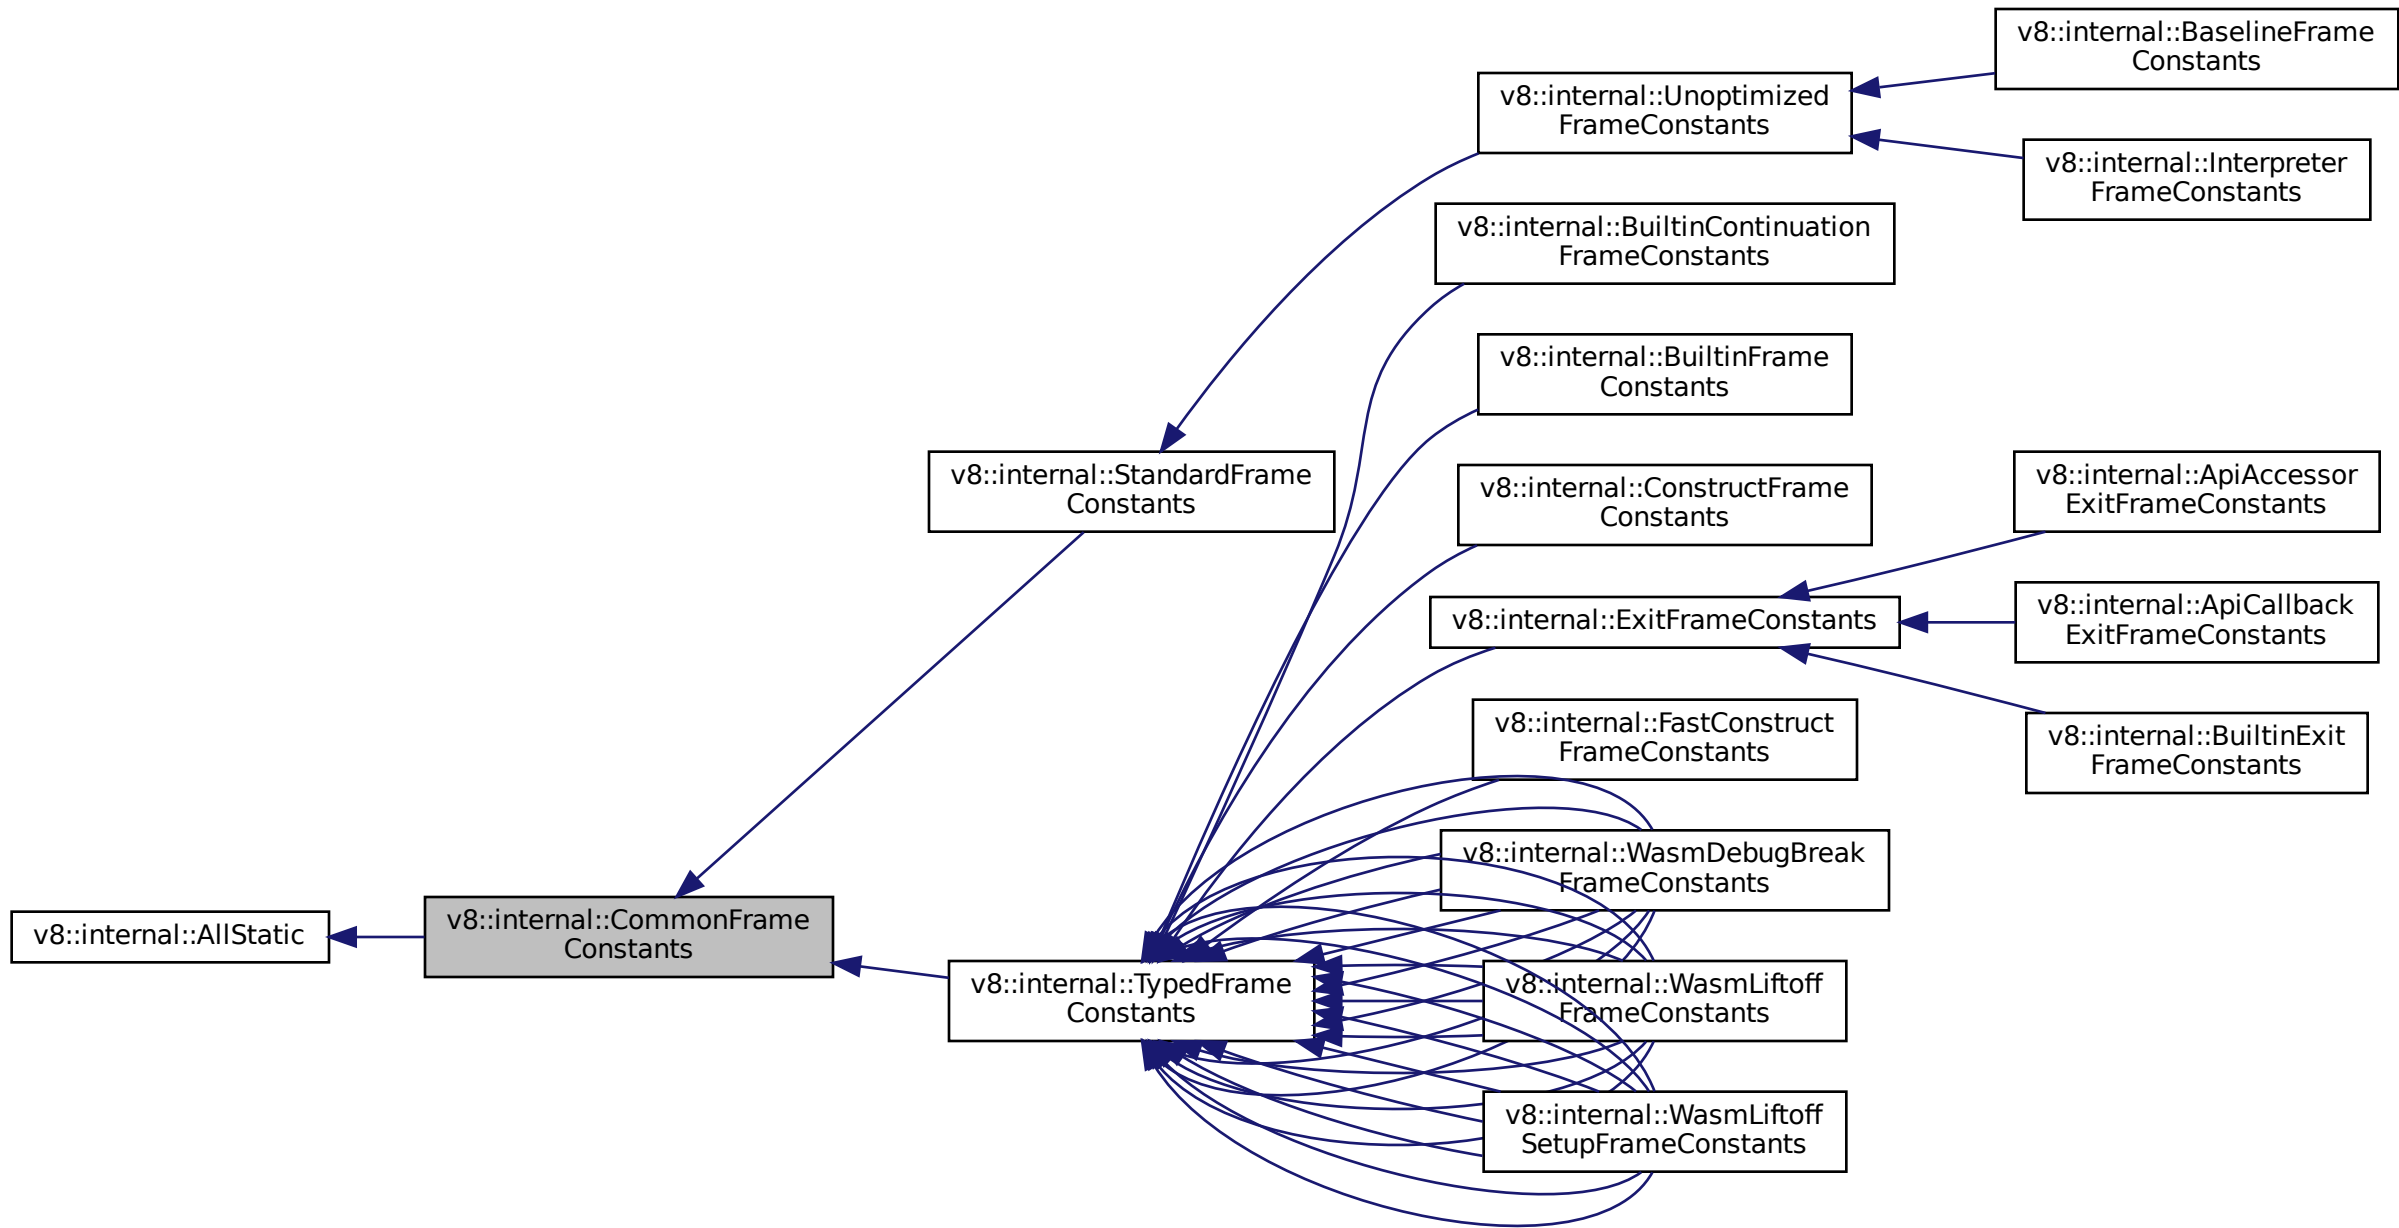 v8::internal::BaselineFrame
Constants
v8::internal::Unoptimized
FrameConstants
v8::internal::Interpreter
FrameConstants
v8::internal::BuiltinContinuation
FrameConstants
v8::internal::BuiltinFrame
Constants
v8::internal::StandardFrame
Constants
v8::internal::ConstructFrame
Constants
v8::internal::ApiAccessor
ExitFrameConstants
v8::internal::ExitFrameConstants
v8::internal::ApiCallback
ExitFrameConstants
v8::internal::FastConstruct
FrameConstants
v8::internal::BuiltinExit
FrameConstants
v8::internal::WasmDebugBreak
FrameConstants
v8::internal::AllStatic
v8::internal::CommonFrame
Constants
v8::internal::TypedFrame
Constants
v8::internal::WasmLiftoff
FrameConstants
v8::internal::WasmLiftoff
SetupFrameConstants